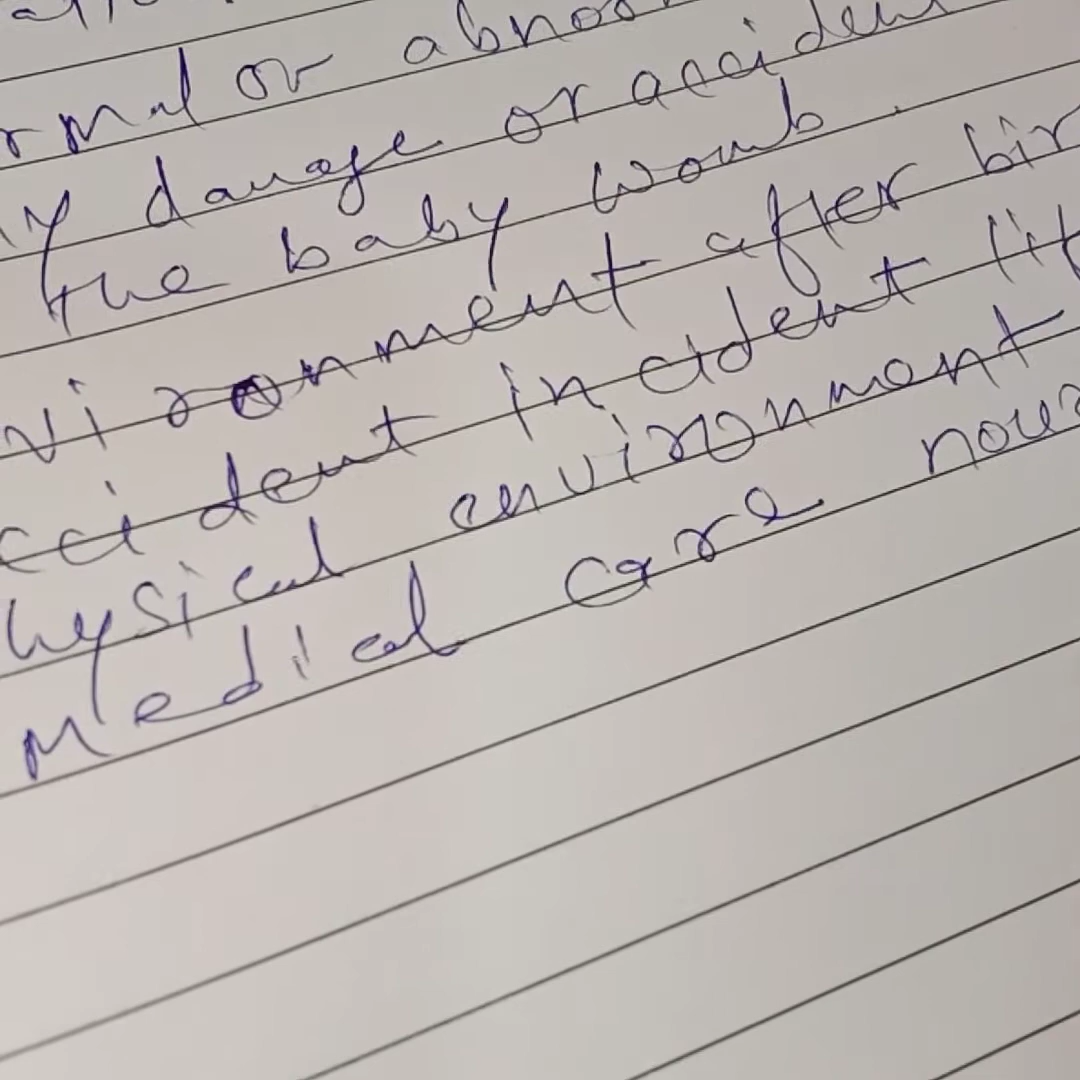 rmal or abnor
y damage or acciden
the baby womb.
vironment after bir
ccident incident lif
hysical environment
Medical care nour